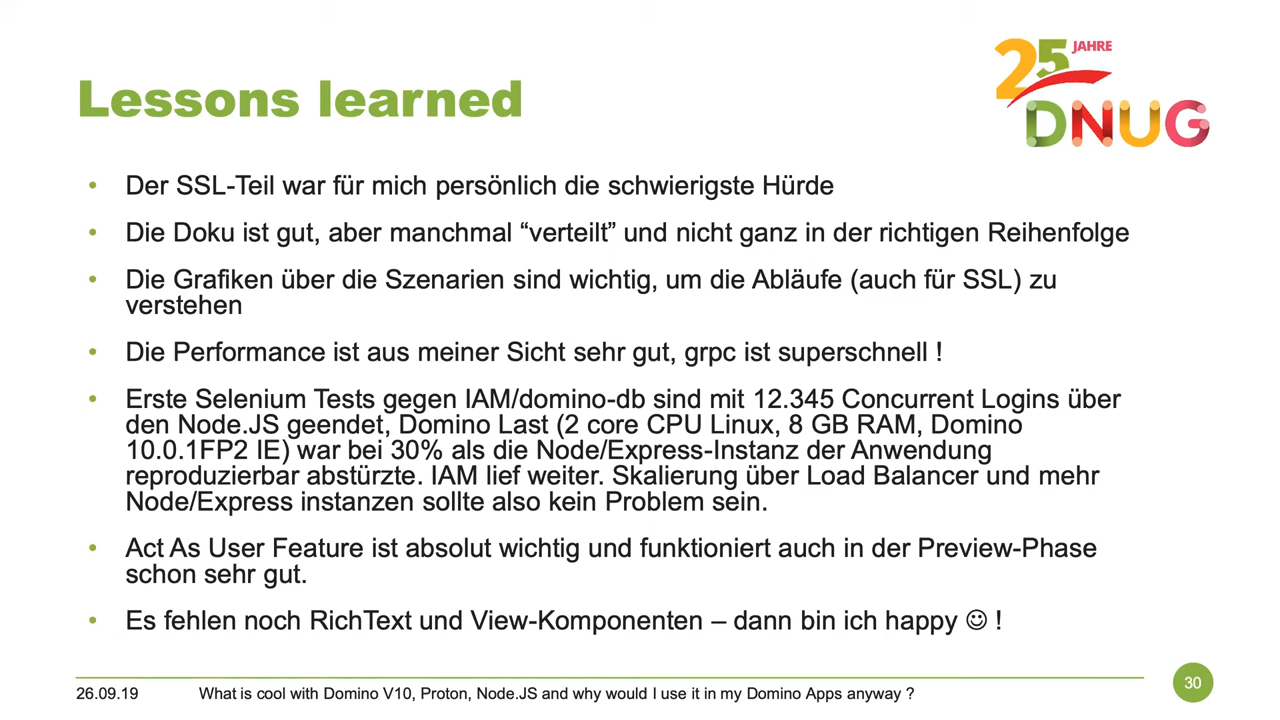 25 JAHRE
DNUG
Lessons learned
• Der SSL-Teil war für mich persönlich die schwierigste Hürde
• Die Doku ist gut, aber manchmal “verteilt” und nicht ganz in der richtigen Reihenfolge
• Die Grafiken über die Szenarien sind wichtig, um die Abläufe (auch für SSL) zu
verstehen
• Die Performance ist aus meiner Sicht sehr gut, grpc ist superschnell !
• Erste Selenium Tests gegen IAM/domino-db sind mit 12.345 Concurrent Logins über
den Node.JS geendet, Domino Last (2 core CPU Linux, 8 GB RAM, Domino
10.0.1FP2 IE) war bei 30% als die Node/Express-Instanz der Anwendung
reproduzierbar abstürzte. IAM lief weiter. Skalierung über Load Balancer und mehr
Node/Express instanzen sollte also kein Problem sein.
• Act As User Feature ist absolut wichtig und funktioniert auch in der Preview-Phase
schon sehr gut.
• Es fehlen noch RichText und View-Komponenten – dann bin ich happy ☺ !
26.09.19 What is cool with Domino V10, Proton, Node.JS and why would I use it in my Domino Apps anyway ? 30